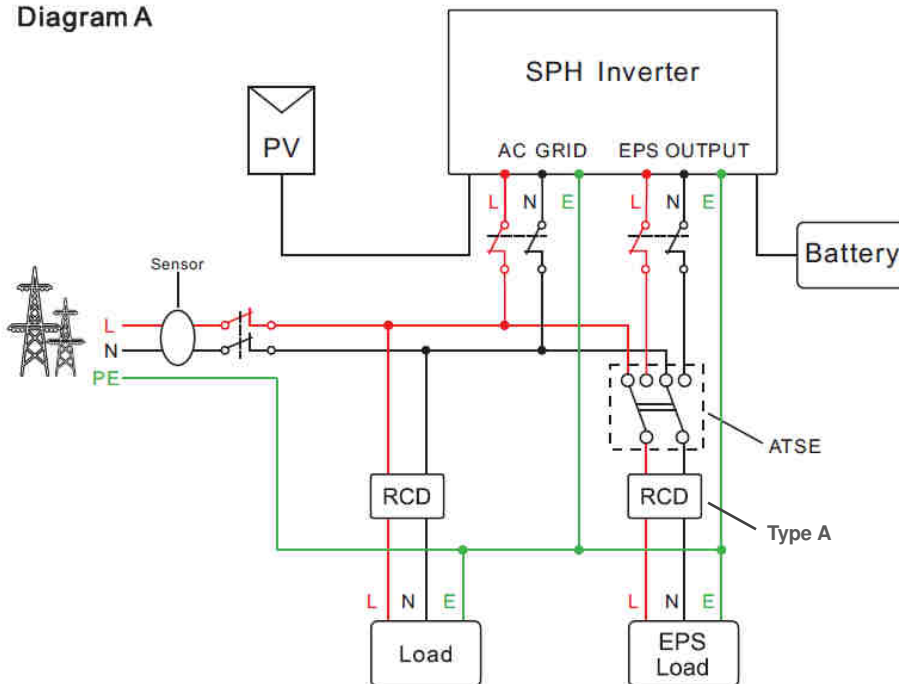 Diagram A
SPH Inverter
PV
AC GRID EPS OUTPUT
L N E L N E
Battery
Sensor
L
N
PE
ATSE
RCD RCD
Type A
L N E L N E
Load
EPS
Load